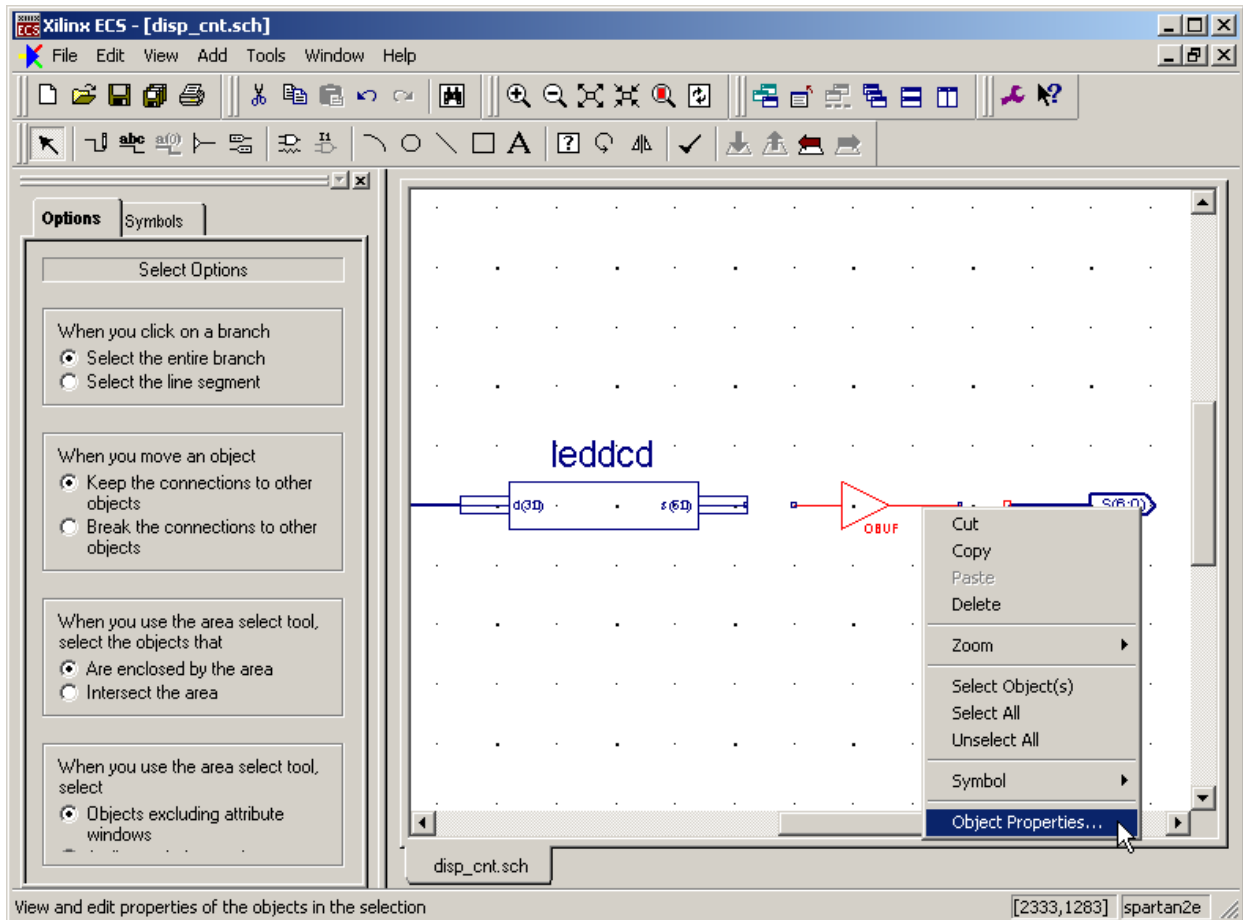 Xilinx ECS - [disp_cnt.sch]
File Edit View Add Tools Window Help
Options
Symbols
Select Options
When you click on a branch
Select the entire branch
Select the line segment
When you move an object
Keep the connections to other
objects
Break the connections to other
objects
When you use the area select tool,
select the objects that
Are enclosed by the area
Intersect the area
When you use the area select tool,
select
Objects excluding attribute
windows
leddcd
OBUF
S(6:0)
Cut
Copy
Paste
Delete
Zoom
Select Object(s)
Select All
Unselect All
Symbol
Object Properties...
disp_cnt.sch
View and edit properties of the objects in the selection
[2333,1283] spartan2e